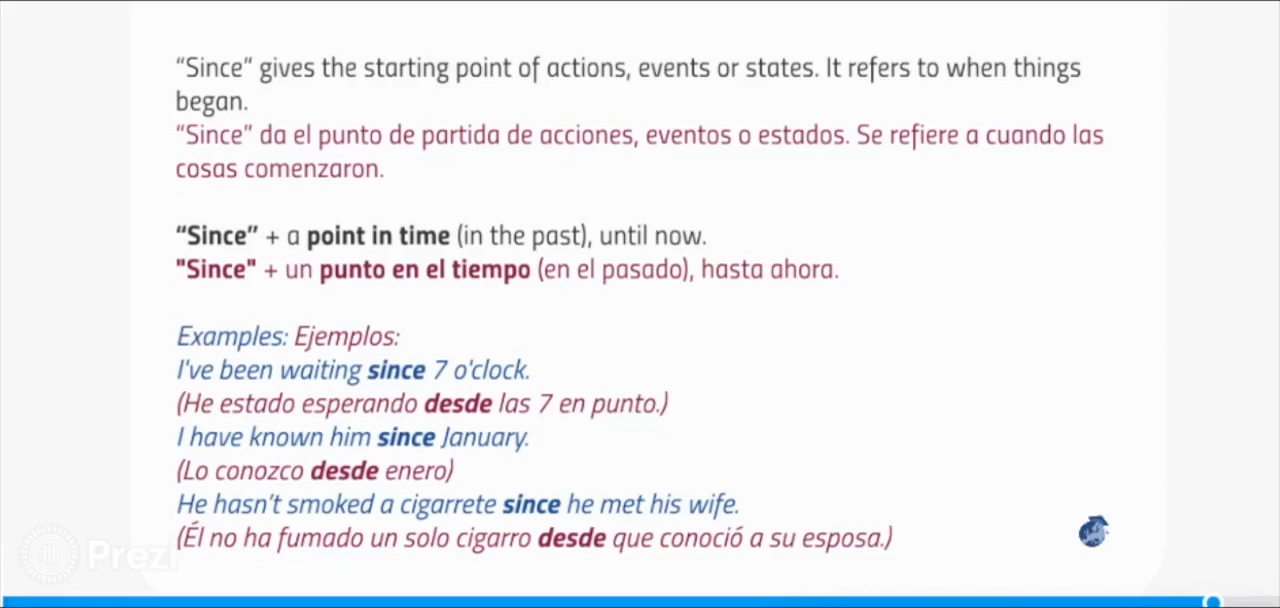 “Since” gives the starting point of actions, events or states. It refers to when things
began.
“Since” da el punto de partida de acciones, eventos o estados. Se refiere a cuando las
cosas comenzaron.
“Since” + a point in time (in the past), until now.
"Since" + un punto en el tiempo (en el pasado), hasta ahora.
Examples: Ejemplos:
I've been waiting since 7 o'clock.
(He estado esperando desde las 7 en punto.)
I have known him since January.
(Lo conozco desde enero)
He hasn’t smoked a cigarrete since he met his wife.
(Él no ha fumado un solo cigarro desde que conoció a su esposa.)
Prezi